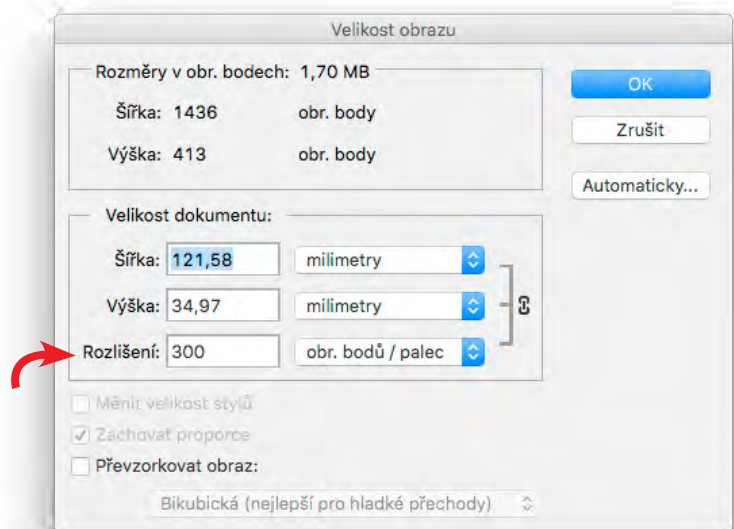 Velikost obrazu
Rozměry v obr. bodech: 1,70 MB
OK
Šířka: 1436 obr. body
Zrušit
Výška: 413 obr. body
Automaticky...
Velikost dokumentu:
Šířka: 121,58 milimetry
Výška: 34,97 milimetry
Rozlišení: 300 obr. bodů / palec
Měnit velikost stylů
Zachovat proporce
Převzorkovat obraz:
Bikubická (nejlepší pro hladké přechody)